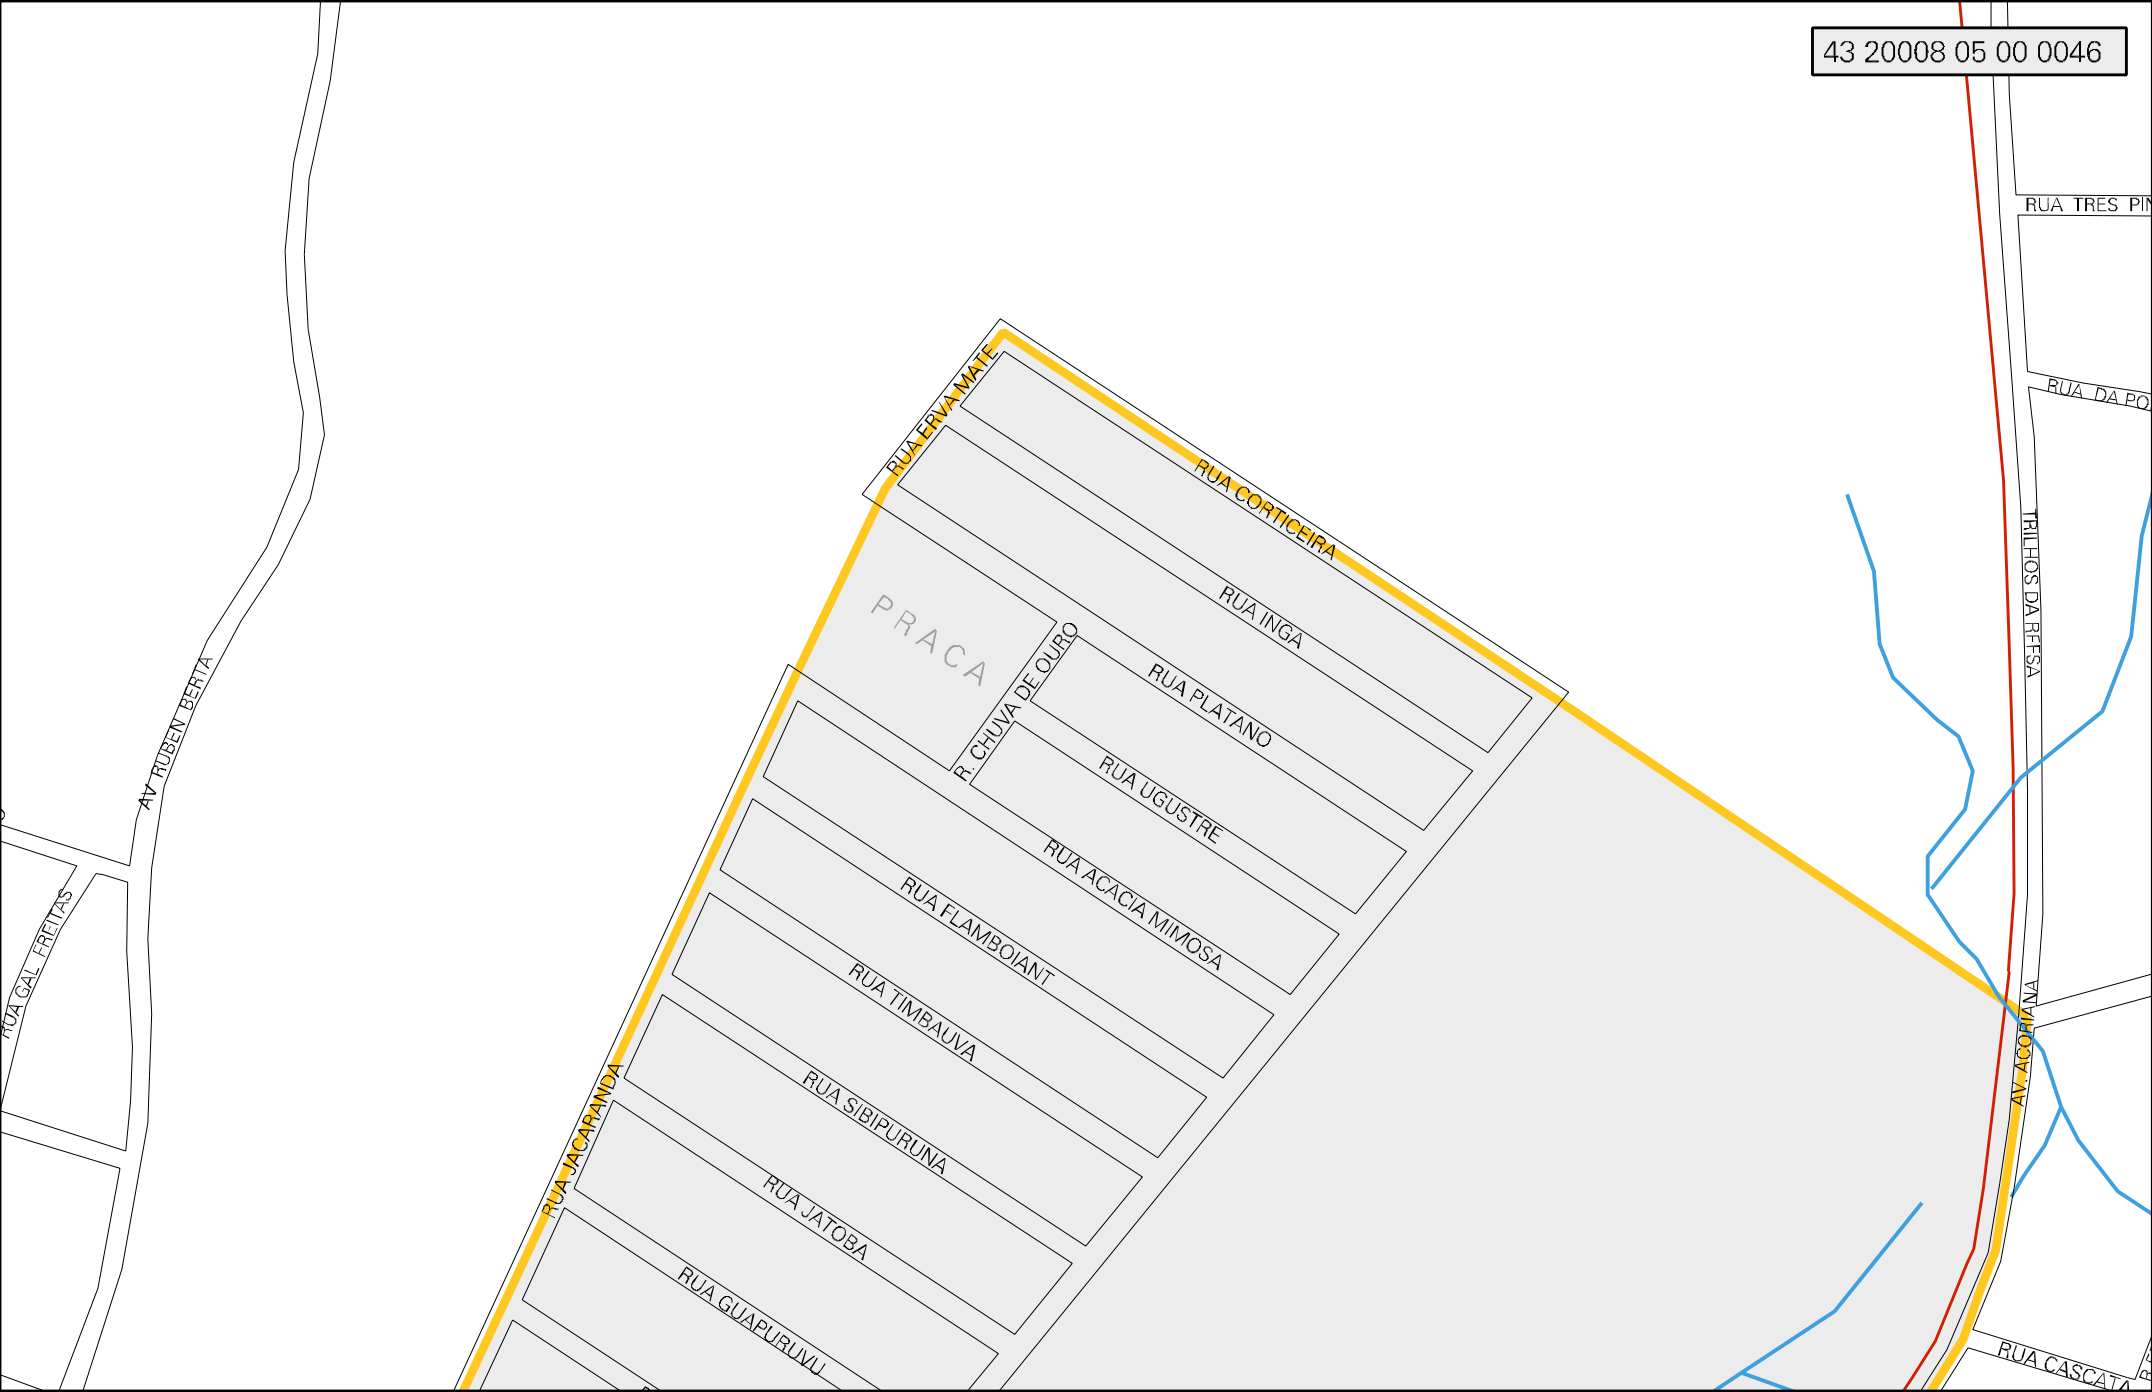 43 20008 05 00 0046
RUA TRES PIN
RUA ERVA MATE
RUA DA PO
RUA CORTICEIRA
TRILHOS DA RFFSA
RUA INGA
PRACA
R. CHUVA DE OURO
RUA PLATANO
AV RUBEN BERTA
RUA UGUSTRE
RUA ACACIA MIMOSA
RUA FLAMBOIANT
RUA GAL FREITAS
RUA TIMBAUVA
AV. ACORIANA
RUA JACARANDA
RUA SIBIPURUNA
RUA JATOBA
RUA GUAPURUVU
RUA CASCATA